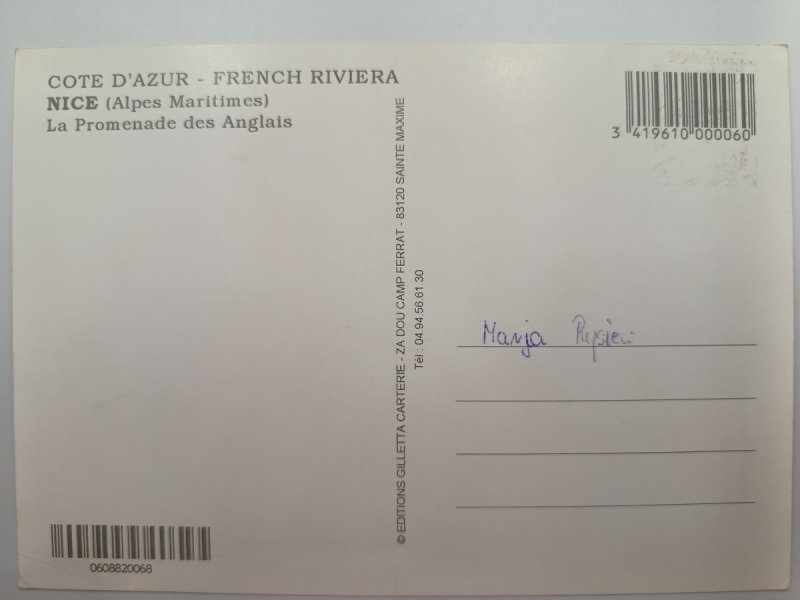 COTE D'AZUR - FRENCH RIVIERA
NICE (Alpes Maritimes)
La Promenade des Anglais
3 419610 000060
© EDITIONS GILLETTA CARTERIE - ZA DOU CAMP FERRAT - 83120 SAINTE MAXIME
Tél : 04.94.56.61.30
Manja
0608820068